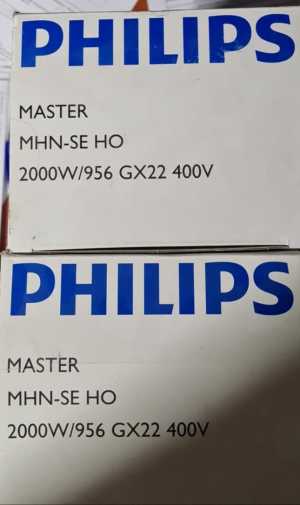 PHILIPS
MASTER
MHN-SE HO
2000W/956 GX22 400V
PHILIPS
MASTER
MHN-SE HO
2000W/956 GX22 400V